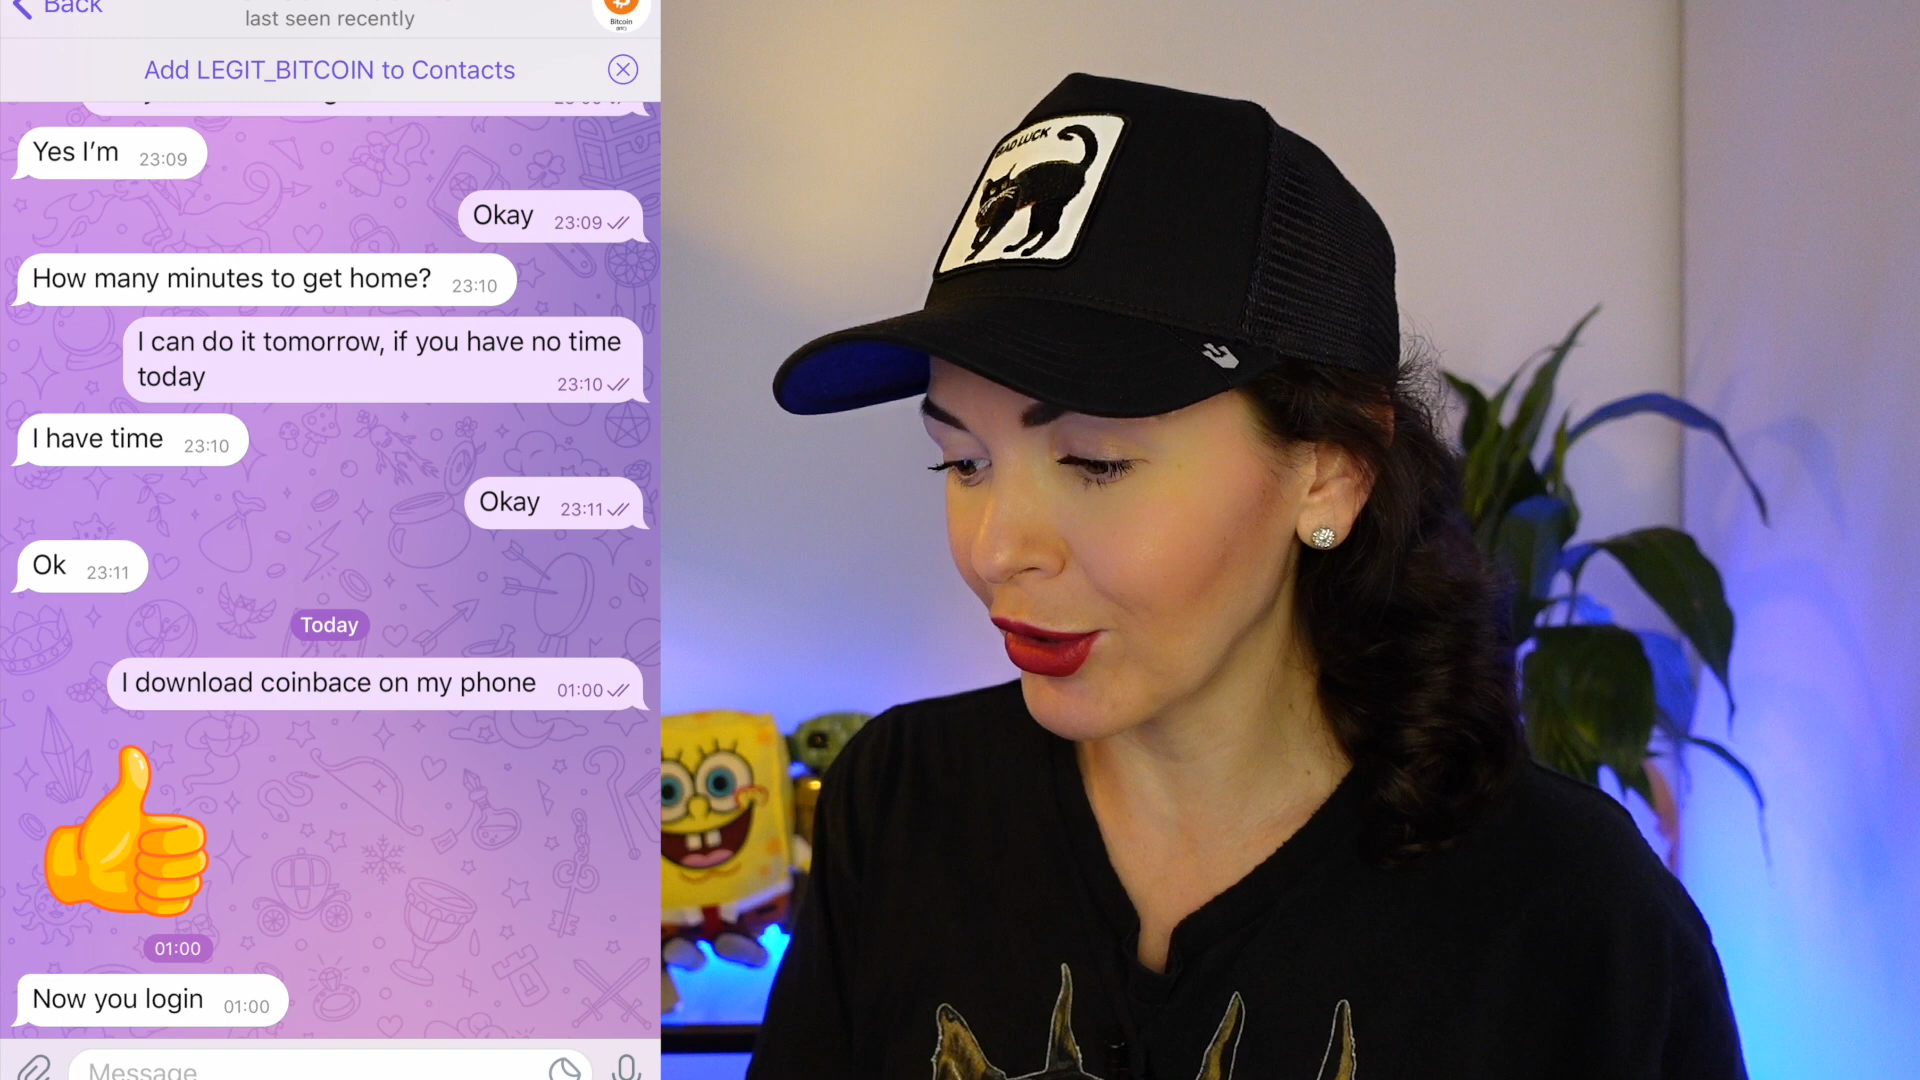 Back
last seen recently
Bitcoin
Add LEGIT_BITCOIN to Contacts
Yes I’m 23:09
Okay 23:09
How many minutes to get home? 23:10
I can do it tomorrow, if you have no time
today 23:10
I have time 23:10
Okay 23:11
Ok 23:11
Today
I download coinbace on my phone 01:00
01:00
Now you login 01:00
Message
BAD LUCK